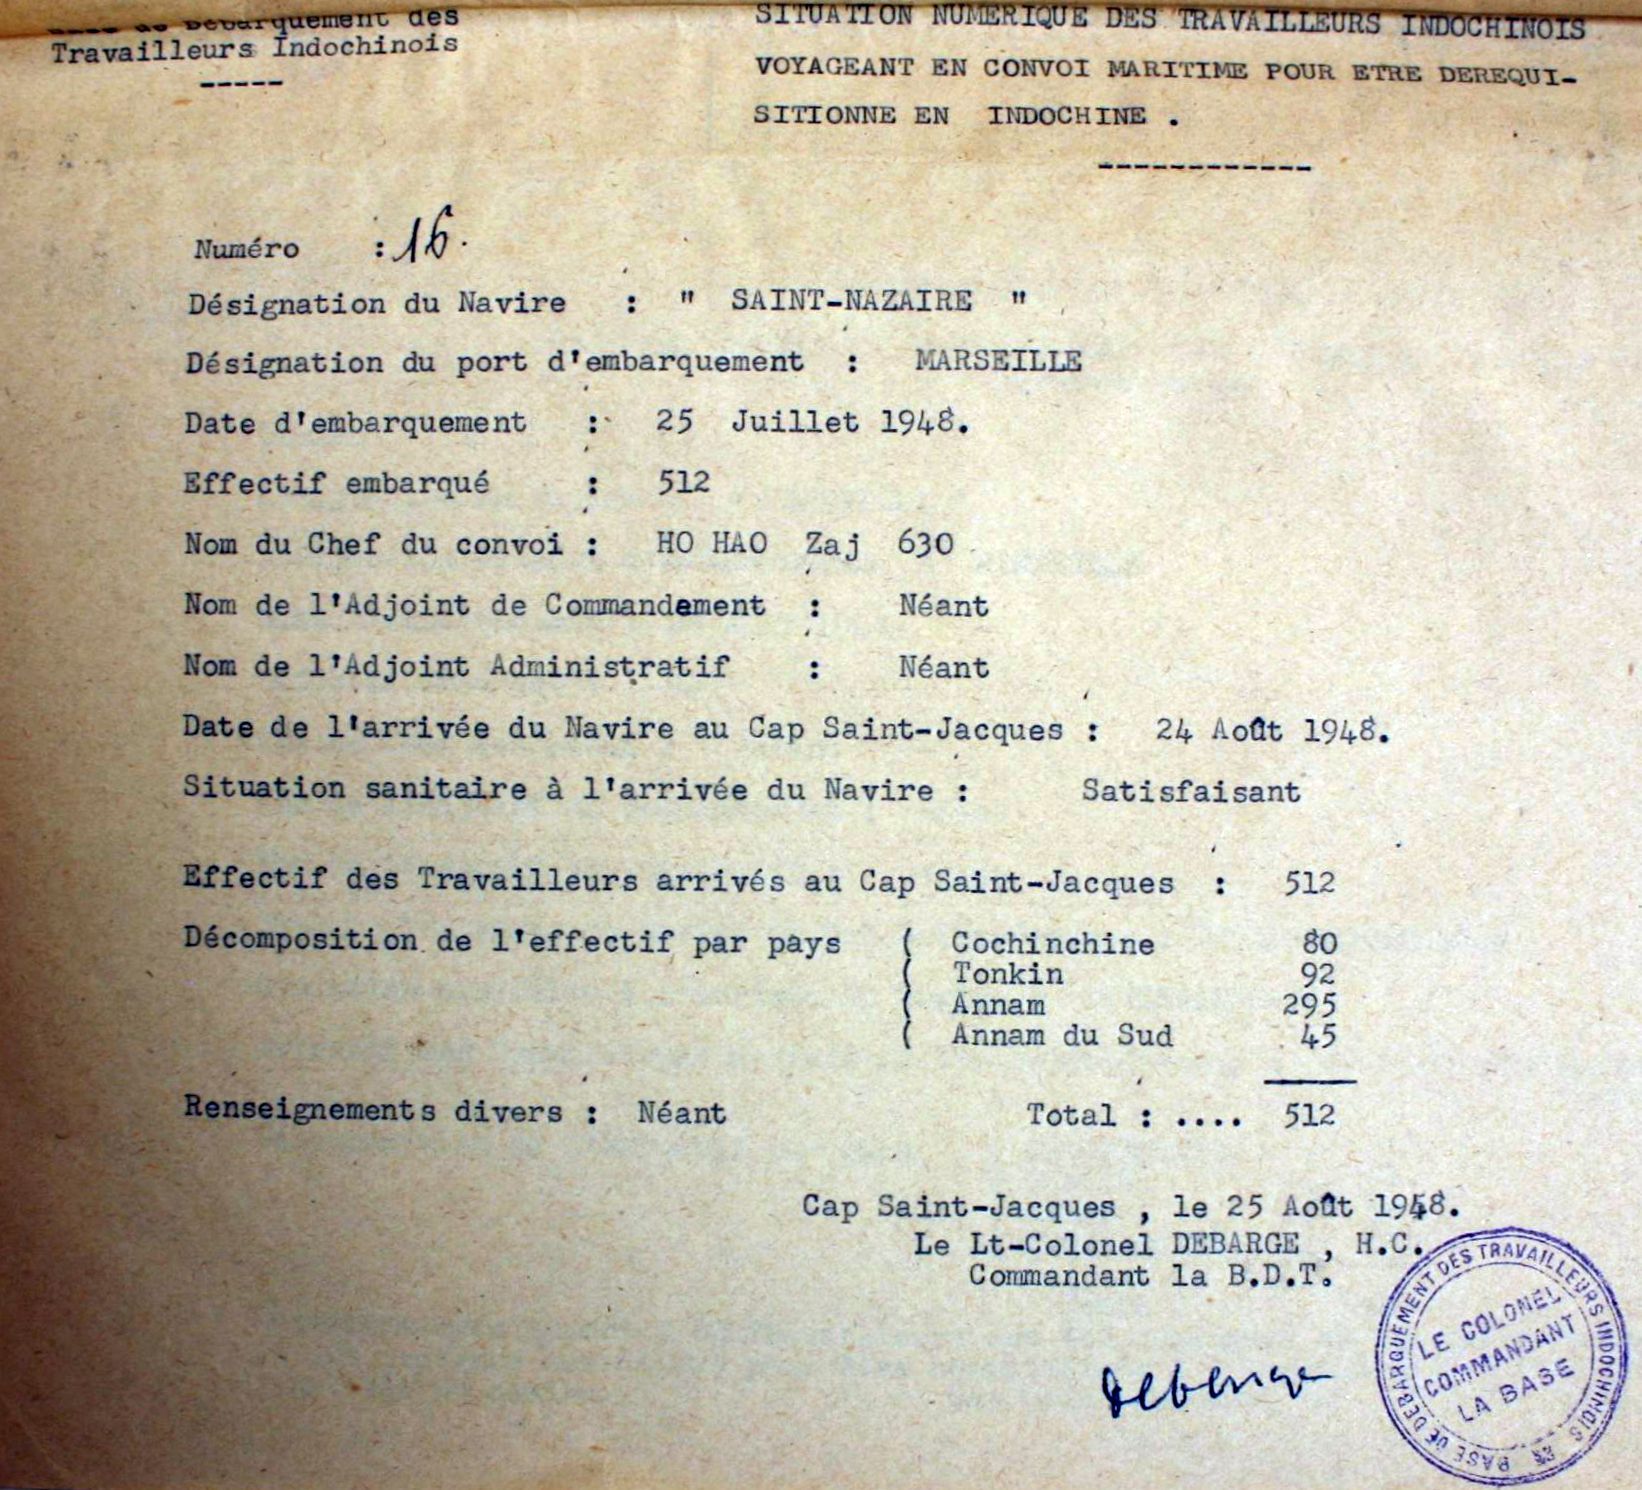 Base de Débarquement des
Travailleurs Indochinois
-----
SITUATION NUMERIQUE DES TRAVAILLEURS INDOCHINOIS
VOYAGEANT EN CONVOI MARITIME POUR ETRE DEREQUI-
SITIONNE EN INDOCHINE .
------------
Numéro : 16.
Désignation du Navire : " SAINT-NAZAIRE "
Désignation du port d'embarquement : MARSEILLE
Date d'embarquement : 25 Juillet 1948.
Effectif embarqué : 512
Nom du Chef du convoi : HO HAO Zaj 630
Nom de l'Adjoint de Commandement : Néant
Nom de l'Adjoint Administratif : Néant
Date de l'arrivée du Navire au Cap Saint-Jacques : 24 Août 1948.
Situation sanitaire à l'arrivée du Navire : Satisfaisant
Effectif des Travailleurs arrivés au Cap Saint-Jacques : 512
Décomposition de l'effectif par pays ( Cochinchine 80
( Tonkin 92
( Annam 295
( Annam du Sud 45
Renseignements divers : Néant Total : .... 512
Cap Saint-Jacques , le 25 Août 1948.
Le Lt-Colonel DEBARGE , H.C.
Commandant la B.D.T.
Debarge
BASE DE DEBARQUEMENT DES TRAVAILLEURS INDOCHINOIS
LE COLONEL
COMMANDANT
LA BASE